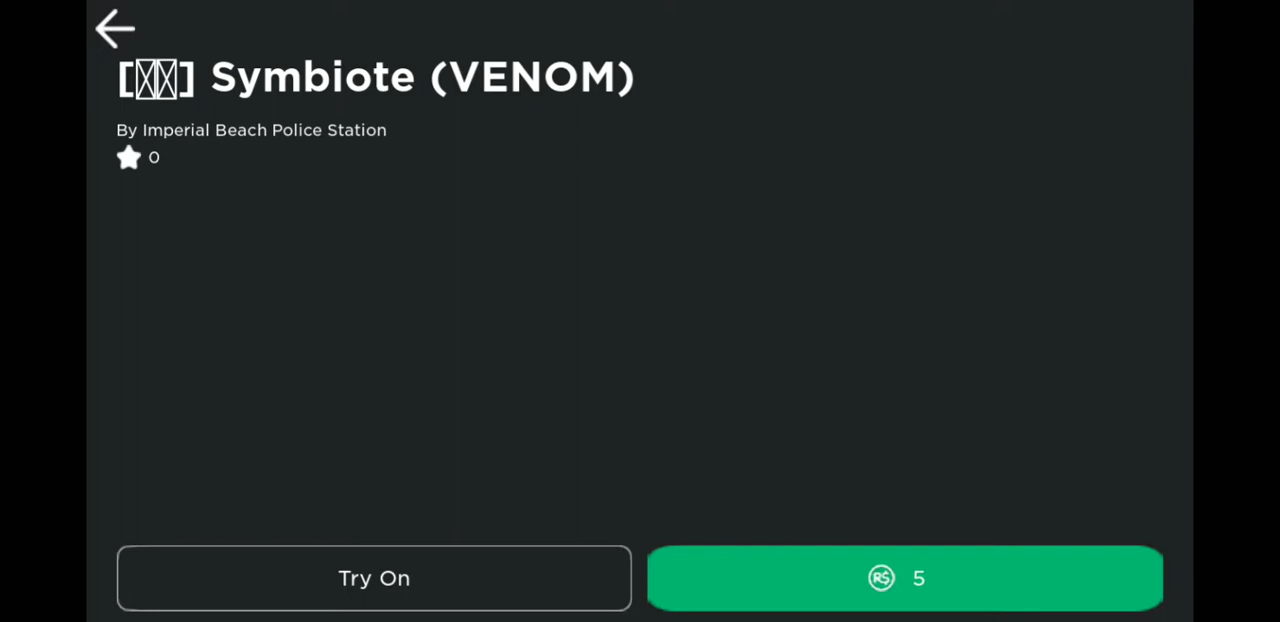 [☒☒] Symbiote (VENOM)
By Imperial Beach Police Station
0
Try On
R$ 5